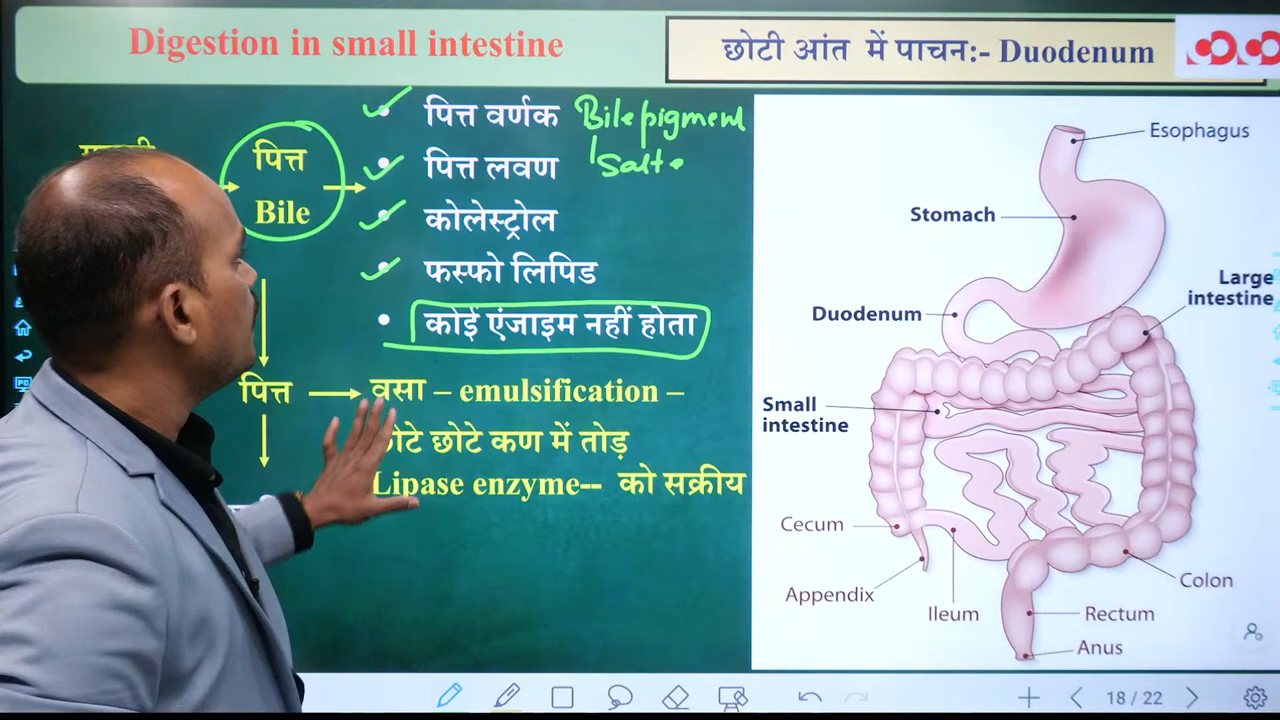 Digestion in small intestine
छोटी आंत में पाचन:- Duodenum
पित्त
Bile
पित्त वर्णक Bile pigment
पित्त लवण Salt
कोलेस्ट्रोल
फस्फो लिपिड
कोई एंजाइम नहीं होता
पित्त वसा – emulsification –
छोटे कण में तोड़
Lipase enzyme-- को सक्रीय
Esophagus
Stomach
Large
intestine
Duodenum
Small
intestine
Cecum
Appendix
Ileum
Colon
Rectum
Anus
18 / 22